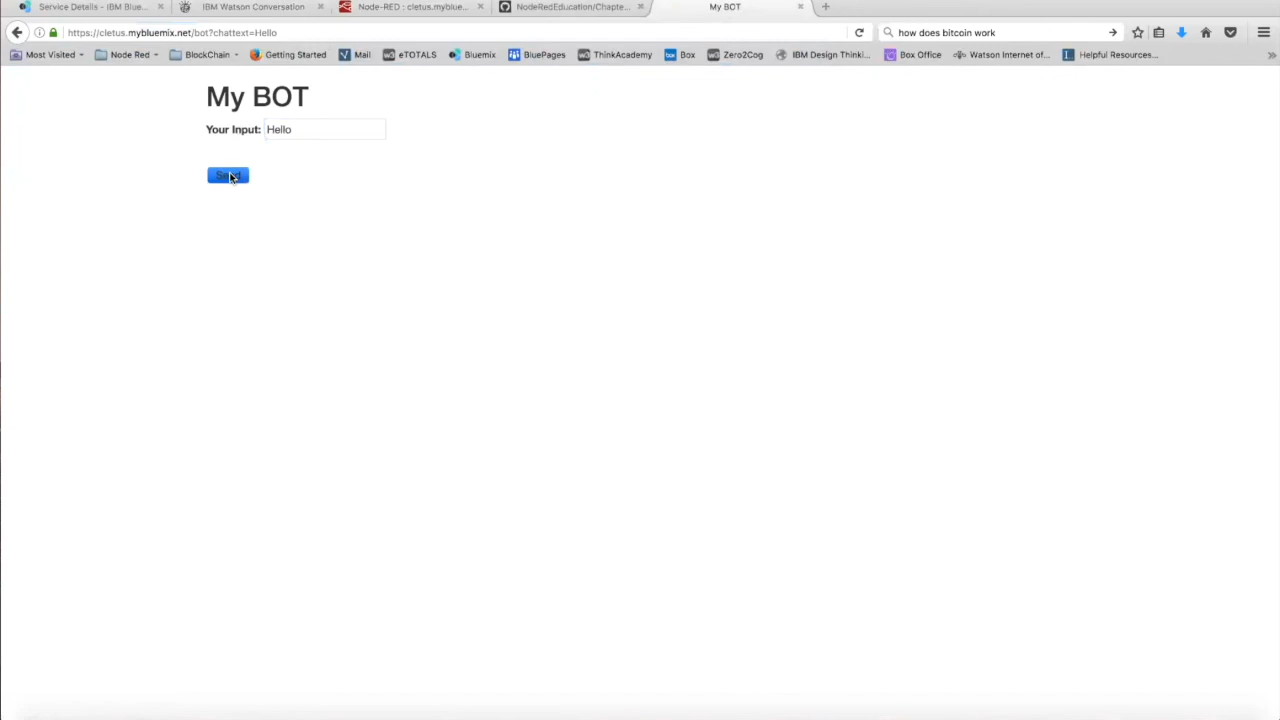 Service Details - IBM Blue... IBM Watson Conversation Node-RED : cletus.myblue... NodeRedEducation/Chapte... My BOT
https://cletus.mybluemix.net/bot?chattext=Hello how does bitcoin work
Most Visited Node Red BlockChain Getting Started Mail eTOTALS Bluemix BluePages ThinkAcademy Box Zero2Cog IBM Design Thinki... Box Office Watson Internet of... Helpful Resources...
My BOT
Your Input: Hello
Send